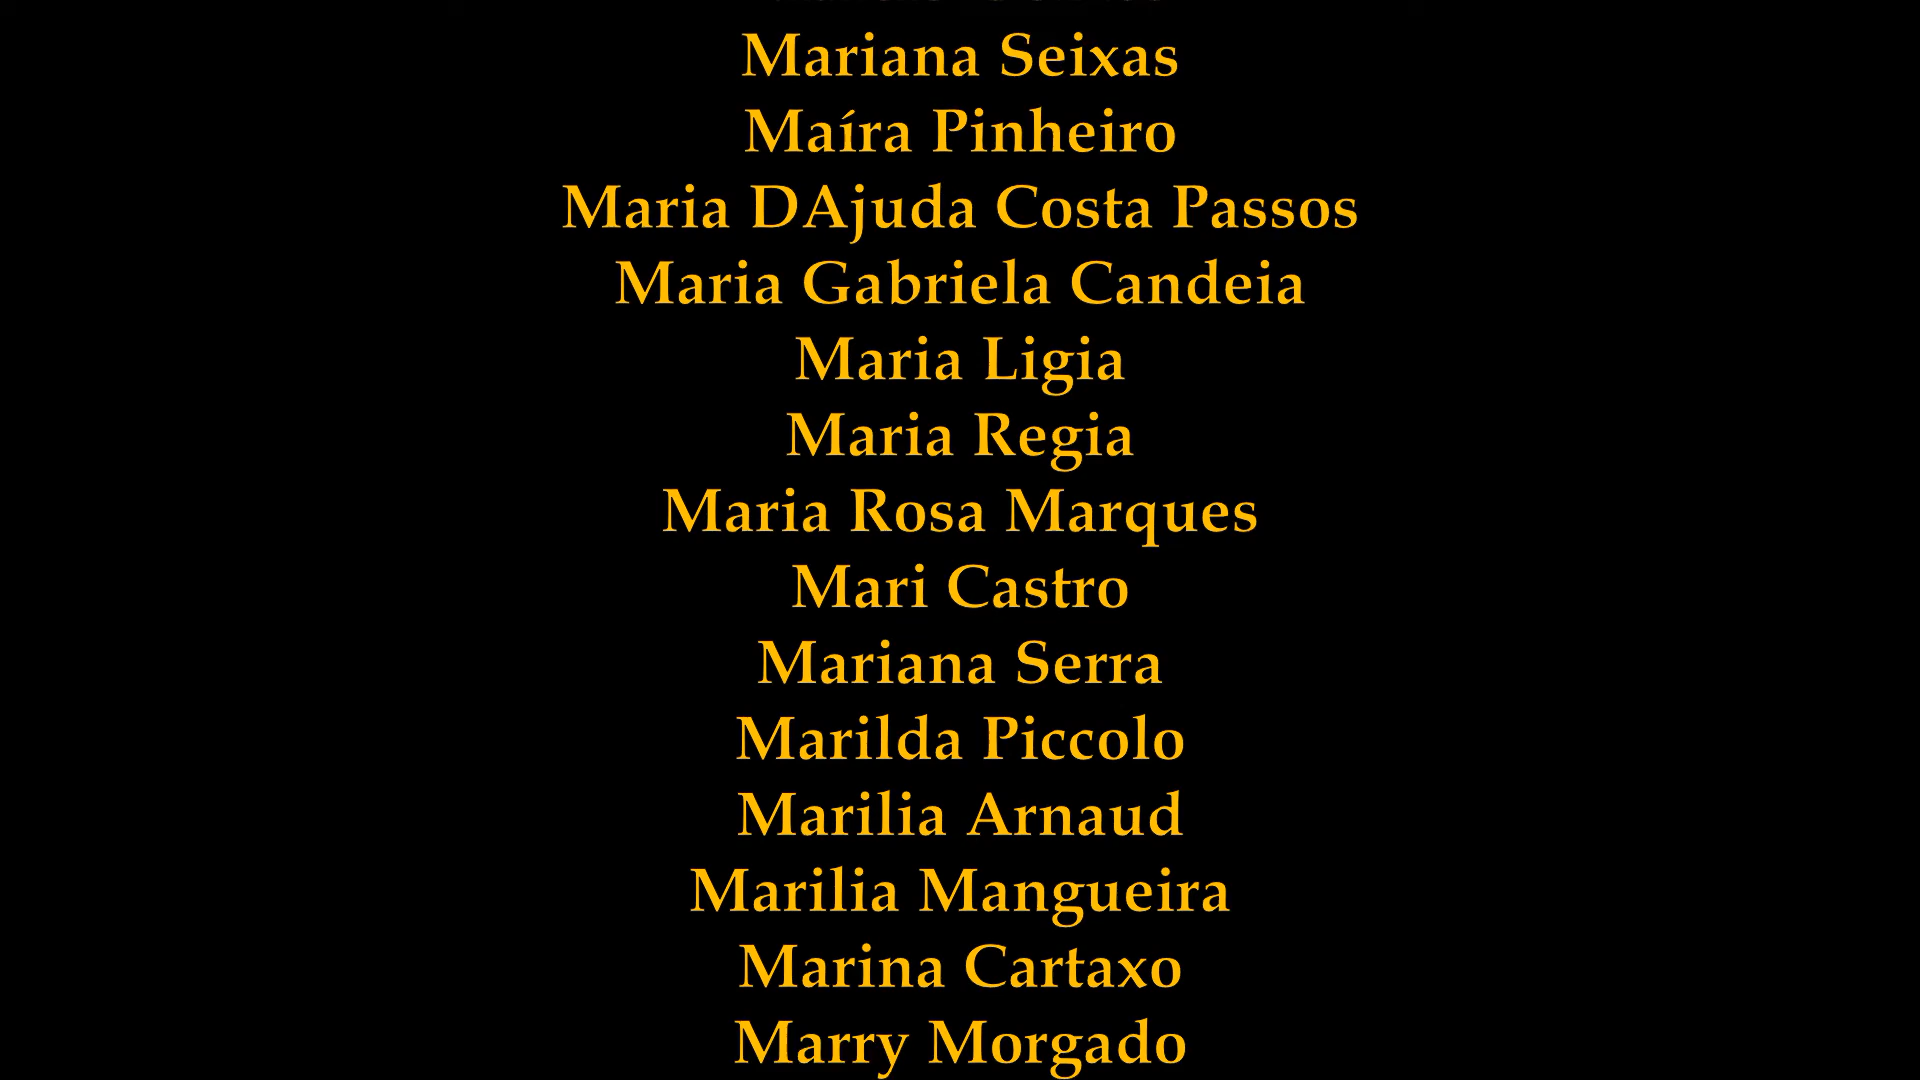 Mariana Seixas
Maíra Pinheiro
Maria DAjuda Costa Passos
Maria Gabriela Candeia
Maria Ligia
Maria Regia
Maria Rosa Marques
Mari Castro
Mariana Serra
Marilda Piccolo
Marilia Arnaud
Marilia Mangueira
Marina Cartaxo
Marry Morgado